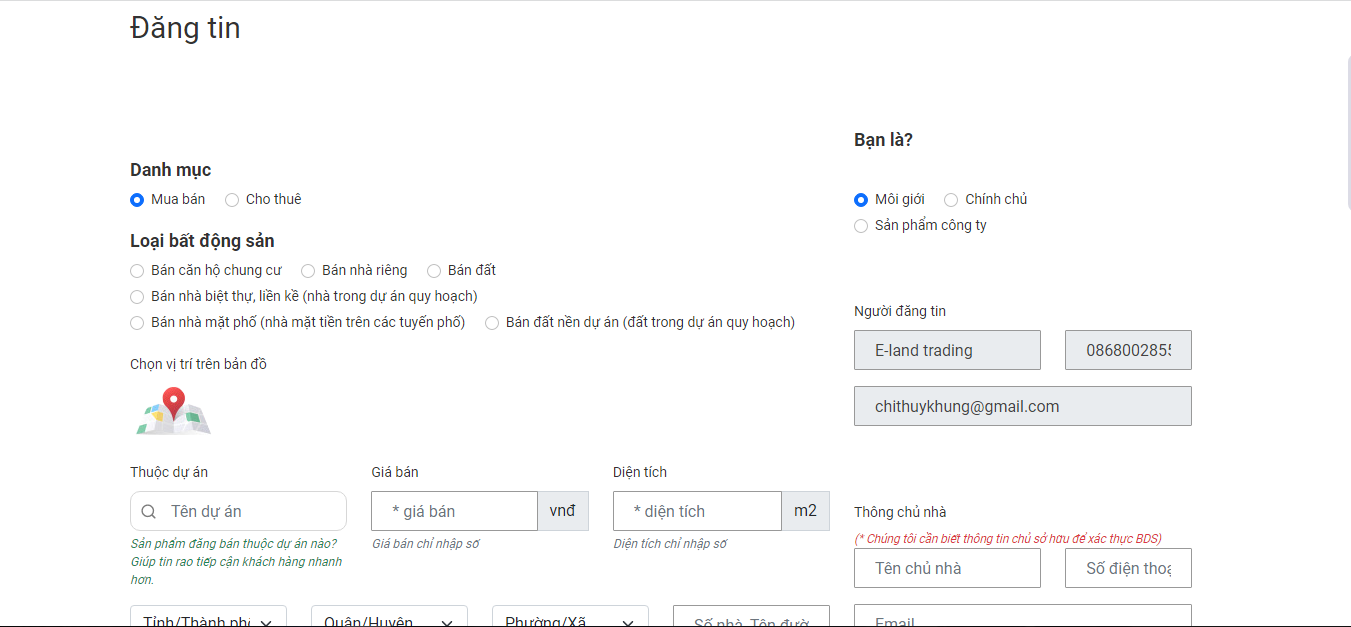 Đăng tin
Danh mục
Mua bán Cho thuê
Loại bất động sản
Bán căn hộ chung cư Bán nhà riêng Bán đất
Bán nhà biệt thự, liền kề (nhà trong dự án quy hoạch)
Bán nhà mặt phố (nhà mặt tiền trên các tuyến phố) Bán đất nền dự án (đất trong dự án quy hoạch)
Chọn vị trí trên bản đồ
Thuộc dự án Giá bán Diện tích
Tên dự án * giá bán vnđ * diện tích m2
Sản phẩm đăng bán thuộc dự án nào? Giá bán chỉ nhập số Diện tích chỉ nhập số
Giúp tin rao tiếp cận khách hàng nhanh
hơn.
Tỉnh/Thành phố Quận/Huyện Phường/Xã Số nhà, Tên đườ
Bạn là?
Môi giới Chính chủ
Sản phẩm công ty
Người đăng tin
E-land trading 0868002855
chithuykhung@gmail.com
Thông chủ nhà
(* Chúng tôi cần biết thông tin chủ sở hữu để xác thực BDS)
Tên chủ nhà Số điện thoạ
Email